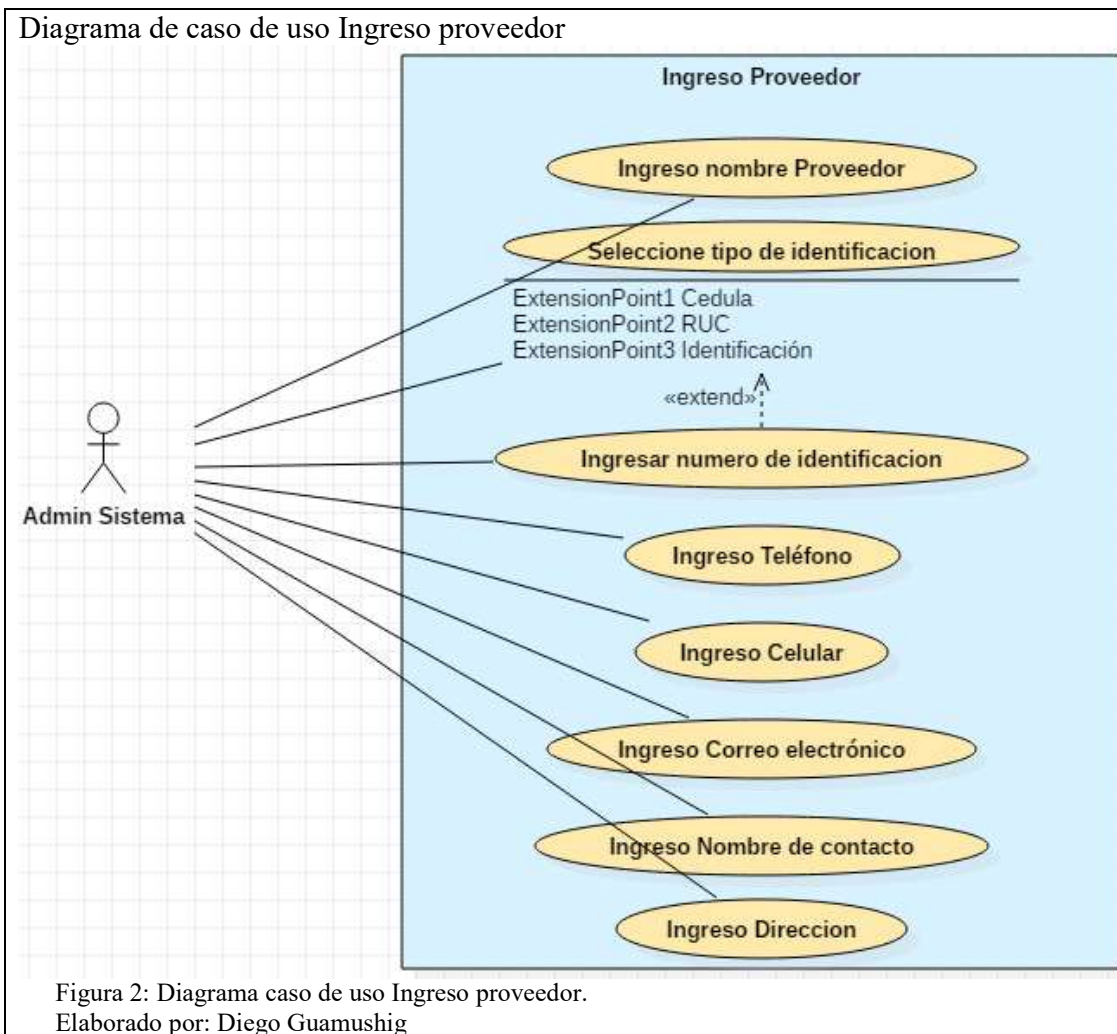 Diagrama de caso de uso Ingreso proveedor
Ingreso Proveedor
Ingreso nombre Proveedor
Seleccione tipo de identificacion
ExtensionPoint1 Cedula
ExtensionPoint2 RUC
ExtensionPoint3 Identificación
«extend»
Ingresar numero de identificacion
Admin Sistema
Ingreso Teléfono
Ingreso Celular
Ingreso Correo electrónico
Ingreso Nombre de contacto
Ingreso Direccion
Figura 2: Diagrama caso de uso Ingreso proveedor.
Elaborado por: Diego Guamushig